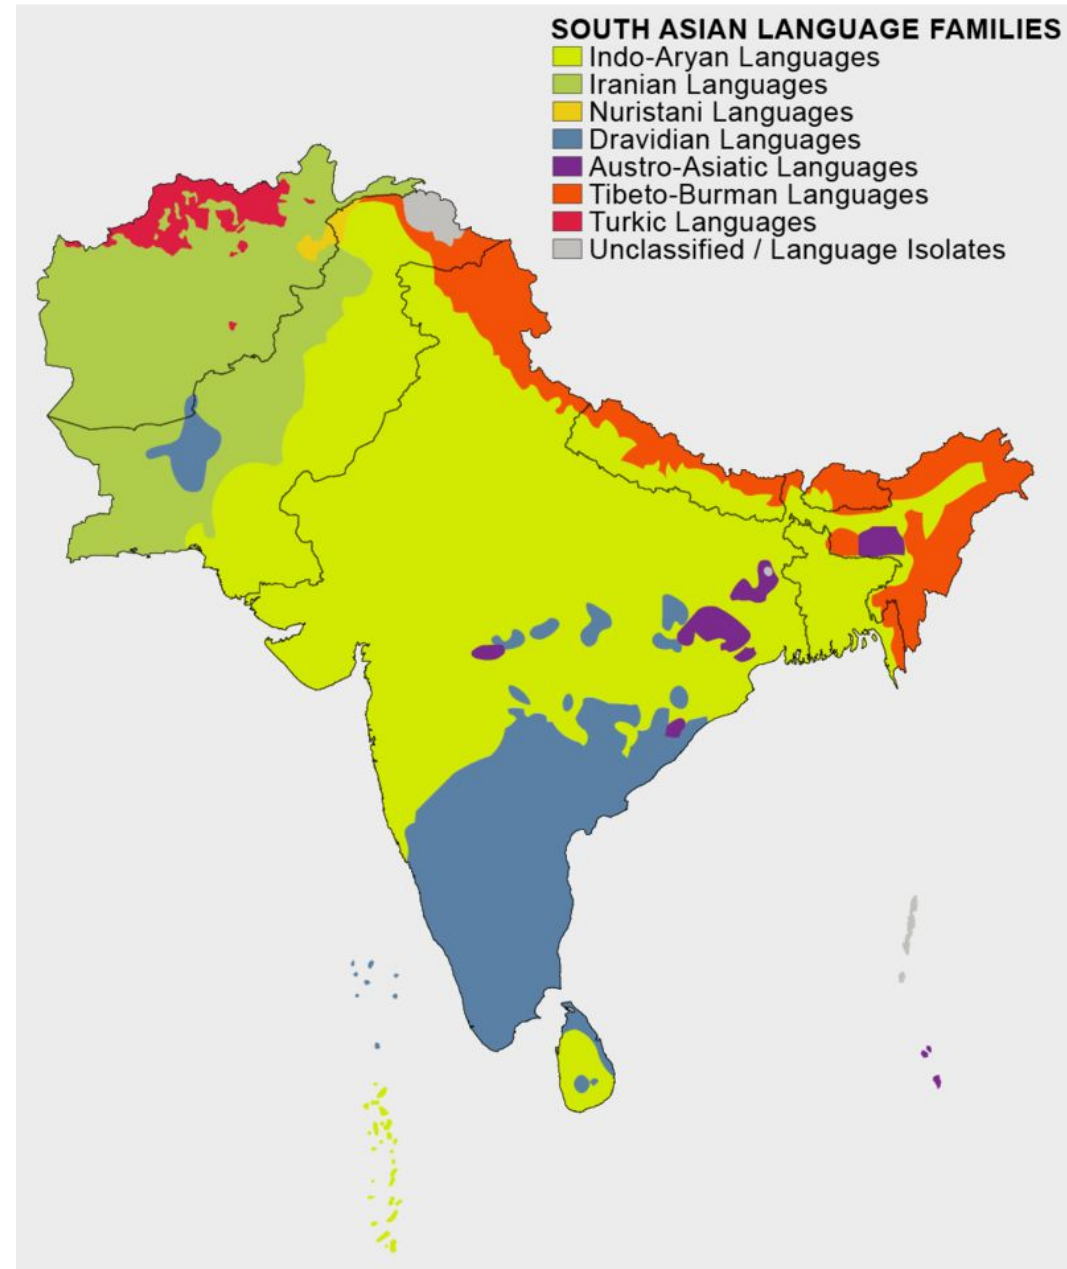 SOUTH ASIAN LANGUAGE FAMILIES
Indo-Aryan Languages
Iranian Languages
Nuristani Languages
Dravidian Languages
Austro-Asiatic Languages
Tibeto-Burman Languages
Turkic Languages
Unclassified / Language Isolates